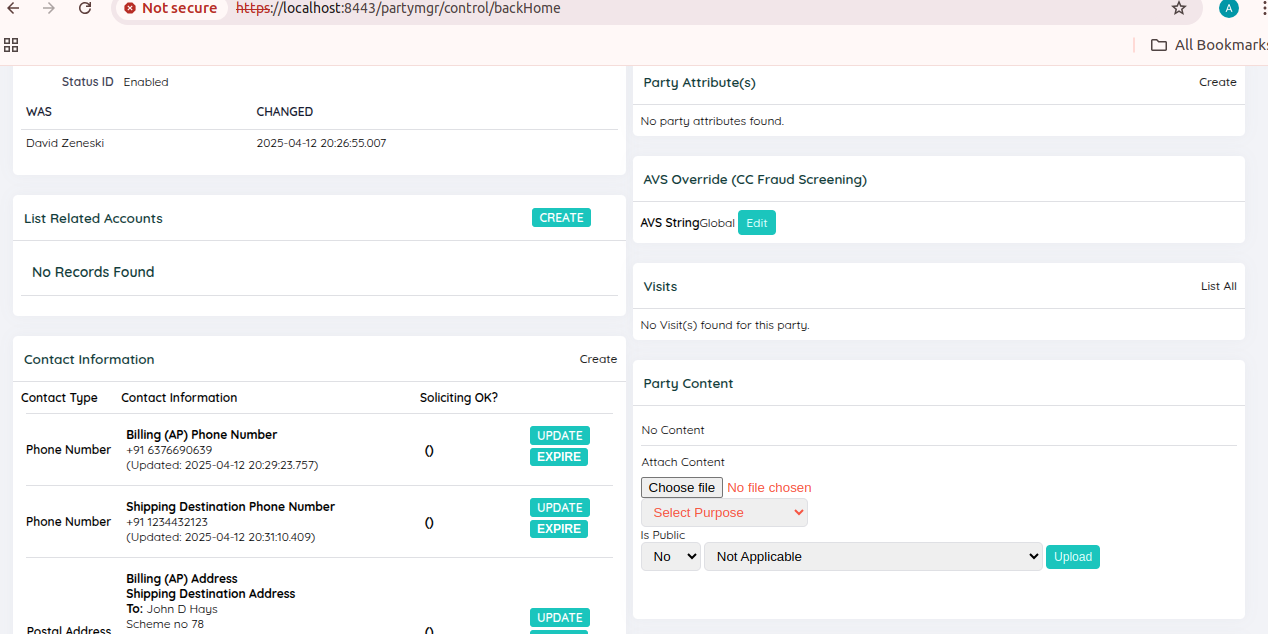 Not secure https://localhost:8443/partymgr/control/backHome A
All Bookmarks
Status ID Enabled
WAS CHANGED
David Zeneski 2025-04-12 20:26:55.007
List Related Accounts CREATE
No Records Found
Contact Information Create
Contact Type Contact Information Soliciting OK?
Phone Number Billing (AP) Phone Number
+91 6376690639
(Updated: 2025-04-12 20:29:23.757)
() UPDATE
EXPIRE
Phone Number Shipping Destination Phone Number
+91 1234432123
(Updated: 2025-04-12 20:31:10.409)
() UPDATE
EXPIRE
Postal Address Billing (AP) Address
Shipping Destination Address
To: John D Hays
Scheme no 78
() UPDATE
Party Attribute(s) Create
No party attributes found.
AVS Override (CC Fraud Screening)
AVS StringGlobal Edit
Visits List All
No Visit(s) found for this party.
Party Content
No Content
Attach Content
Choose file No file chosen
Select Purpose
Is Public
No Not Applicable Upload